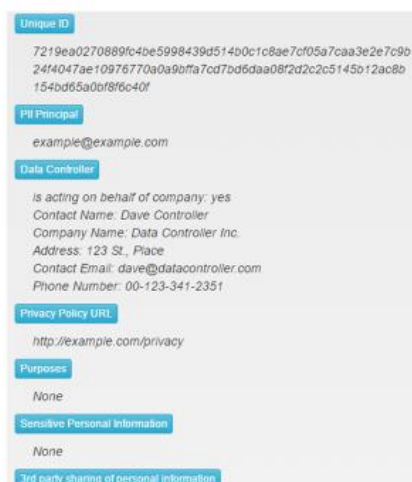 Unique ID
7219ea0270889fc4be5998439d514b0c1c8ae7cf05a7caa3e2e7c9b
24f4047ae10976770a0a9bffa7cd7bd6daa08f2d2c2c5145b12ac8b
154bd65a0bf8f6c40f
PII Principal
example@example.com
Data Controller
is acting on behalf of company: yes
Contact Name: Dave Controller
Company Name: Data Controller Inc.
Address: 123 St., Place
Contact Email: dave@datacontroller.com
Phone Number: 00-123-341-2351
Privacy Policy URL
http://example.com/privacy
Purposes
None
Sensitive Personal Information
None
3rd party sharing of personal information